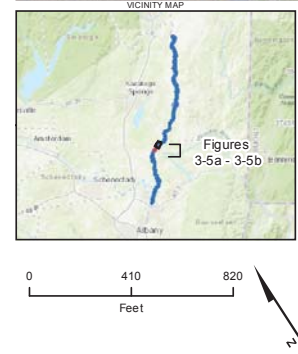 VICINITY MAP
Saratoga
Springs
Amsterdam
Schenectady
Albany
Figures
3-5a - 3-5b
0 410 820
Feet
N